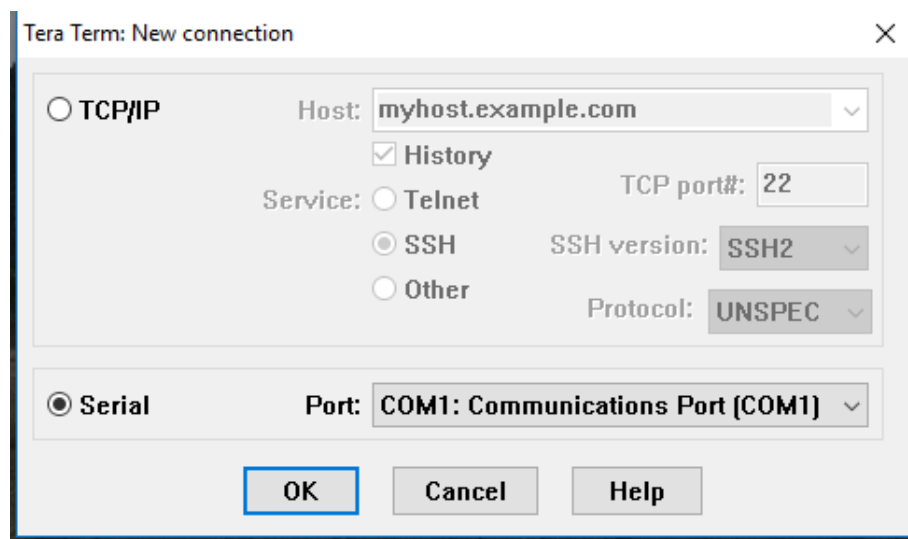 Tera Term: New connection
TCP/IP Host: myhost.example.com
History
Service: Telnet TCP port#: 22
SSH SSH version: SSH2
Other Protocol: UNSPEC
Serial Port: COM1: Communications Port (COM1)
OK Cancel Help